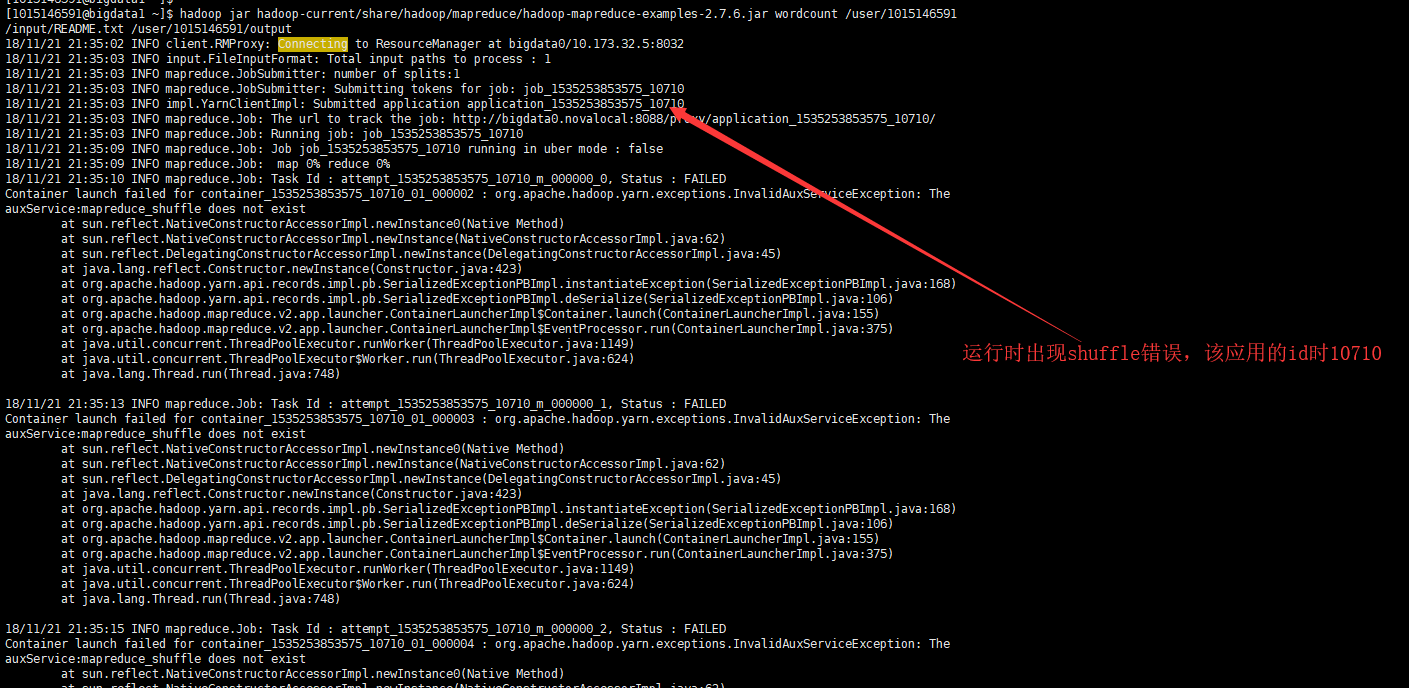 [1015146591@bigdata1 ~]$
[1015146591@bigdata1 ~]$ hadoop jar hadoop-current/share/hadoop/mapreduce/hadoop-mapreduce-examples-2.7.6.jar wordcount /user/1015146591
/input/README.txt /user/1015146591/output
18/11/21 21:35:02 INFO client.RMProxy: Connecting to ResourceManager at bigdata0/10.173.32.5:8032
18/11/21 21:35:03 INFO input.FileInputFormat: Total input paths to process : 1
18/11/21 21:35:03 INFO mapreduce.JobSubmitter: number of splits:1
18/11/21 21:35:03 INFO mapreduce.JobSubmitter: Submitting tokens for job: job_1535253853575_10710
18/11/21 21:35:03 INFO impl.YarnClientImpl: Submitted application application_1535253853575_10710
18/11/21 21:35:03 INFO mapreduce.Job: The url to track the job: http://bigdata0.novalocal:8088/proxy/application_1535253853575_10710/
18/11/21 21:35:03 INFO mapreduce.Job: Running job: job_1535253853575_10710
18/11/21 21:35:09 INFO mapreduce.Job: Job job_1535253853575_10710 running in uber mode : false
18/11/21 21:35:09 INFO mapreduce.Job:  map 0% reduce 0%
18/11/21 21:35:10 INFO mapreduce.Job: Task Id : attempt_1535253853575_10710_m_000000_0, Status : FAILED
Container launch failed for container_1535253853575_10710_01_000002 : org.apache.hadoop.yarn.exceptions.InvalidAuxServiceException: The
auxService:mapreduce_shuffle does not exist
at sun.reflect.NativeConstructorAccessorImpl.newInstance0(Native Method)
at sun.reflect.NativeConstructorAccessorImpl.newInstance(NativeConstructorAccessorImpl.java:62)
at sun.reflect.DelegatingConstructorAccessorImpl.newInstance(DelegatingConstructorAccessorImpl.java:45)
at java.lang.reflect.Constructor.newInstance(Constructor.java:423)
at org.apache.hadoop.yarn.api.records.impl.pb.SerializedExceptionPBImpl.instantiateException(SerializedExceptionPBImpl.java:168)
at org.apache.hadoop.yarn.api.records.impl.pb.SerializedExceptionPBImpl.deSerialize(SerializedExceptionPBImpl.java:106)
at org.apache.hadoop.mapreduce.v2.app.launcher.ContainerLauncherImpl$Container.launch(ContainerLauncherImpl.java:155)
at org.apache.hadoop.mapreduce.v2.app.launcher.ContainerLauncherImpl$EventProcessor.run(ContainerLauncherImpl.java:375)
at java.util.concurrent.ThreadPoolExecutor.runWorker(ThreadPoolExecutor.java:1149)
at java.util.concurrent.ThreadPoolExecutor$Worker.run(ThreadPoolExecutor.java:624)
at java.lang.Thread.run(Thread.java:748)
运行时出现shuffle错误，该应用的id时10710
18/11/21 21:35:13 INFO mapreduce.Job: Task Id : attempt_1535253853575_10710_m_000000_1, Status : FAILED
Container launch failed for container_1535253853575_10710_01_000003 : org.apache.hadoop.yarn.exceptions.InvalidAuxServiceException: The
auxService:mapreduce_shuffle does not exist
at sun.reflect.NativeConstructorAccessorImpl.newInstance0(Native Method)
at sun.reflect.NativeConstructorAccessorImpl.newInstance(NativeConstructorAccessorImpl.java:62)
at sun.reflect.DelegatingConstructorAccessorImpl.newInstance(DelegatingConstructorAccessorImpl.java:45)
at java.lang.reflect.Constructor.newInstance(Constructor.java:423)
at org.apache.hadoop.yarn.api.records.impl.pb.SerializedExceptionPBImpl.instantiateException(SerializedExceptionPBImpl.java:168)
at org.apache.hadoop.yarn.api.records.impl.pb.SerializedExceptionPBImpl.deSerialize(SerializedExceptionPBImpl.java:106)
at org.apache.hadoop.mapreduce.v2.app.launcher.ContainerLauncherImpl$Container.launch(ContainerLauncherImpl.java:155)
at org.apache.hadoop.mapreduce.v2.app.launcher.ContainerLauncherImpl$EventProcessor.run(ContainerLauncherImpl.java:375)
at java.util.concurrent.ThreadPoolExecutor.runWorker(ThreadPoolExecutor.java:1149)
at java.util.concurrent.ThreadPoolExecutor$Worker.run(ThreadPoolExecutor.java:624)
at java.lang.Thread.run(Thread.java:748)
18/11/21 21:35:15 INFO mapreduce.Job: Task Id : attempt_1535253853575_10710_m_000000_2, Status : FAILED
Container launch failed for container_1535253853575_10710_01_000004 : org.apache.hadoop.yarn.exceptions.InvalidAuxServiceException: The
auxService:mapreduce_shuffle does not exist
at sun.reflect.NativeConstructorAccessorImpl.newInstance0(Native Method)
at sun.reflect.NativeConstructorAccessorImpl.newInstance(NativeConstructorAccessorImpl.java:62)